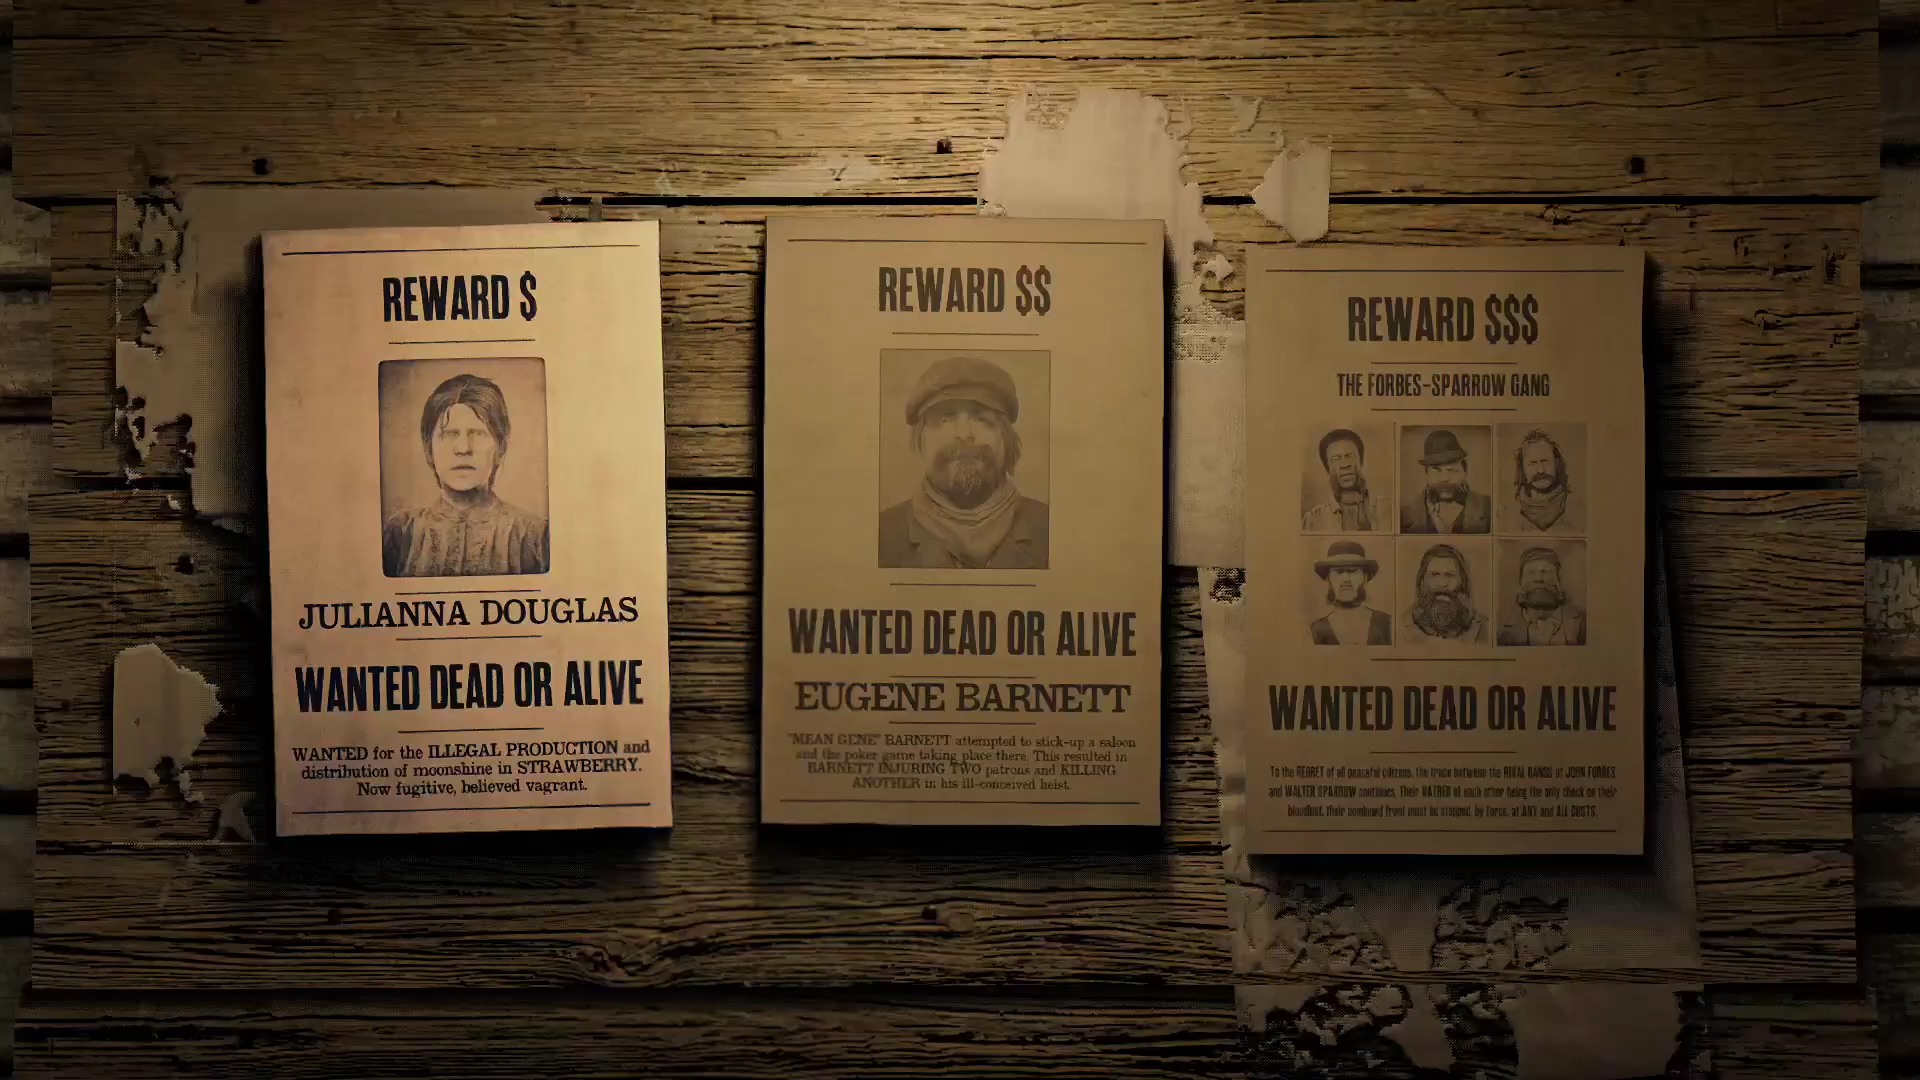 REWARD $
JULIANNA DOUGLAS
WANTED DEAD OR ALIVE
WANTED for the ILLEGAL PRODUCTION and
distribution of moonshine in STRAWBERRY.
Now fugitive, believed vagrant.
REWARD $$
WANTED DEAD OR ALIVE
EUGENE BARNETT
"MEAN GENE" BARNETT attempted to stick-up a saloon
and the poker game taking place there. This resulted in
BARNETT INJURING TWO patrons and KILLING
ANOTHER in his ill-conceived heist.
REWARD $$$
THE FORBES-SPARROW GANG
WANTED DEAD OR ALIVE
To the REGRET of all peaceful citizens, the truce between the RIVAL GANGS of JOHN FORBES
and WALTER SPARROW continues. Their HATRED of each other being the only check on their
bloodlust, their combined front must be stopped, by force, at ANY and ALL COSTS.